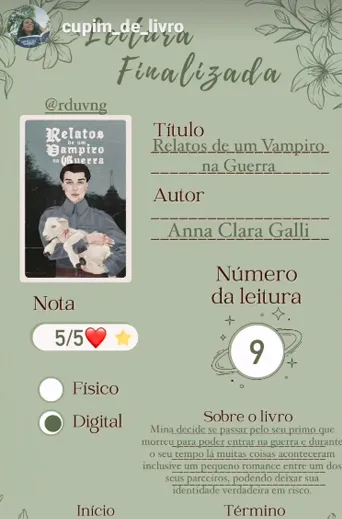 cupim_de_livro
Leitura
Finalizada
@rduvng
Relatos
de um
Vampiro
na Guerra
Título
Relatos de um Vampiro
na Guerra
Autor
Anna Clara Galli
Número
da leitura
9
Nota
5/5❤️ ⭐
Físico
Digital
Sobre o livro
Mina decide se passar pelo seu primo que
morreu para poder entrar na guerra e durante
o seu tempo lá muitas coisas aconteceram
inclusive um pequeno romance entre um dos
seus parceiros, podendo deixar sua
identidade verdadeira em risco.
Início
Término